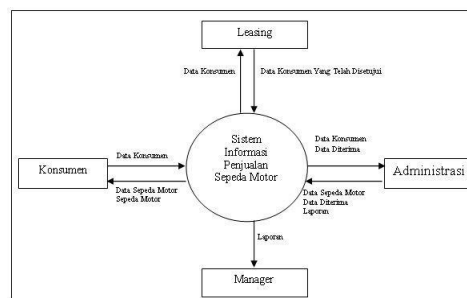 Leasing
Data Konsumen
Data Konsumen Yang Telah Disetujui
Sistem
Informasi
Penjualan
Sepeda Motor
Data Konsumen
Data Diterima
Data Konsumen
Konsumen
Administrasi
Data Sepeda Motor
Sepeda Motor
Data Sepeda Motor
Data Diterima
Laporan
Laporan
Manager